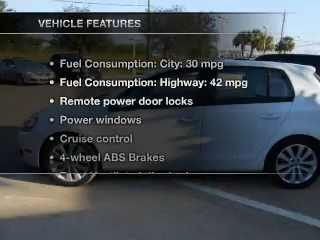 VEHICLE FEATURES
Fuel Consumption: City: 30 mpg
Fuel Consumption: Highway: 42 mpg
Remote power door locks
Power windows
Cruise control
4-wheel ABS Brakes